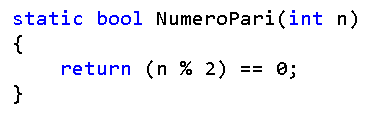 static bool NumeroPari(int n)
{
    return (n % 2) == 0;
}